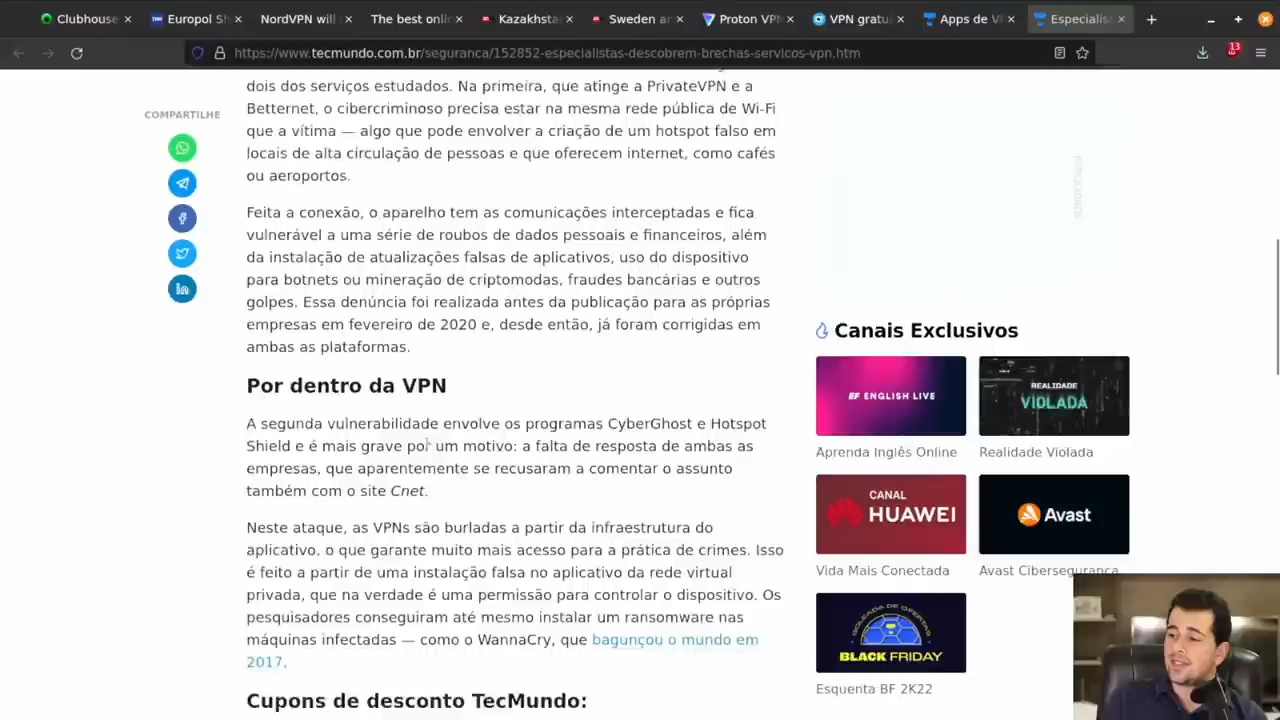 Clubhouse
Europol Sh
NordVPN will
The best onli
Kazakhsta
Sweden ar
Proton VPN
VPN gratu
Apps de V
Especialis
https://www.tecmundo.com.br/seguranca/152852-especialistas-descobrem-brechas-servicos-vpn.htm
13
COMPARTILHE
dois dos serviços estudados. Na primeira, que atinge a PrivateVPN e a
Betternet, o cibercriminoso precisa estar na mesma rede pública de Wi-Fi
que a vítima — algo que pode envolver a criação de um hotspot falso em
locais de alta circulação de pessoas e que oferecem internet, como cafés
ou aeroportos.
Feita a conexão, o aparelho tem as comunicações interceptadas e fica
vulnerável a uma série de roubos de dados pessoais e financeiros, além
da instalação de atualizações falsas de aplicativos, uso do dispositivo
para botnets ou mineração de criptomodas, fraudes bancárias e outros
golpes. Essa denúncia foi realizada antes da publicação para as próprias
empresas em fevereiro de 2020 e, desde então, já foram corrigidas em
ambas as plataformas.
Por dentro da VPN
A segunda vulnerabilidade envolve os programas CyberGhost e Hotspot
Shield e é mais grave por um motivo: a falta de resposta de ambas as
empresas, que aparentemente se recusaram a comentar o assunto
também com o site Cnet.
Neste ataque, as VPNs são burladas a partir da infraestrutura do
aplicativo, o que garante muito mais acesso para a prática de crimes. Isso
é feito a partir de uma instalação falsa no aplicativo da rede virtual
privada, que na verdade é uma permissão para controlar o dispositivo. Os
pesquisadores conseguiram até mesmo instalar um ransomware nas
máquinas infectadas — como o WannaCry, que bagunçou o mundo em
2017.
Cupons de desconto TecMundo:
PUBLICIDADE
Canais Exclusivos
EF ENGLISH LIVE
Aprenda Inglês Online
REALIDADE
VIOLADA
Realidade Violada
CANAL
HUAWEI
Vida Mais Conectada
Avast
Avast Cibersegurança
GOLEADA DE OFERTAS
BLACK FRIDAY
Esquenta BF 2K22